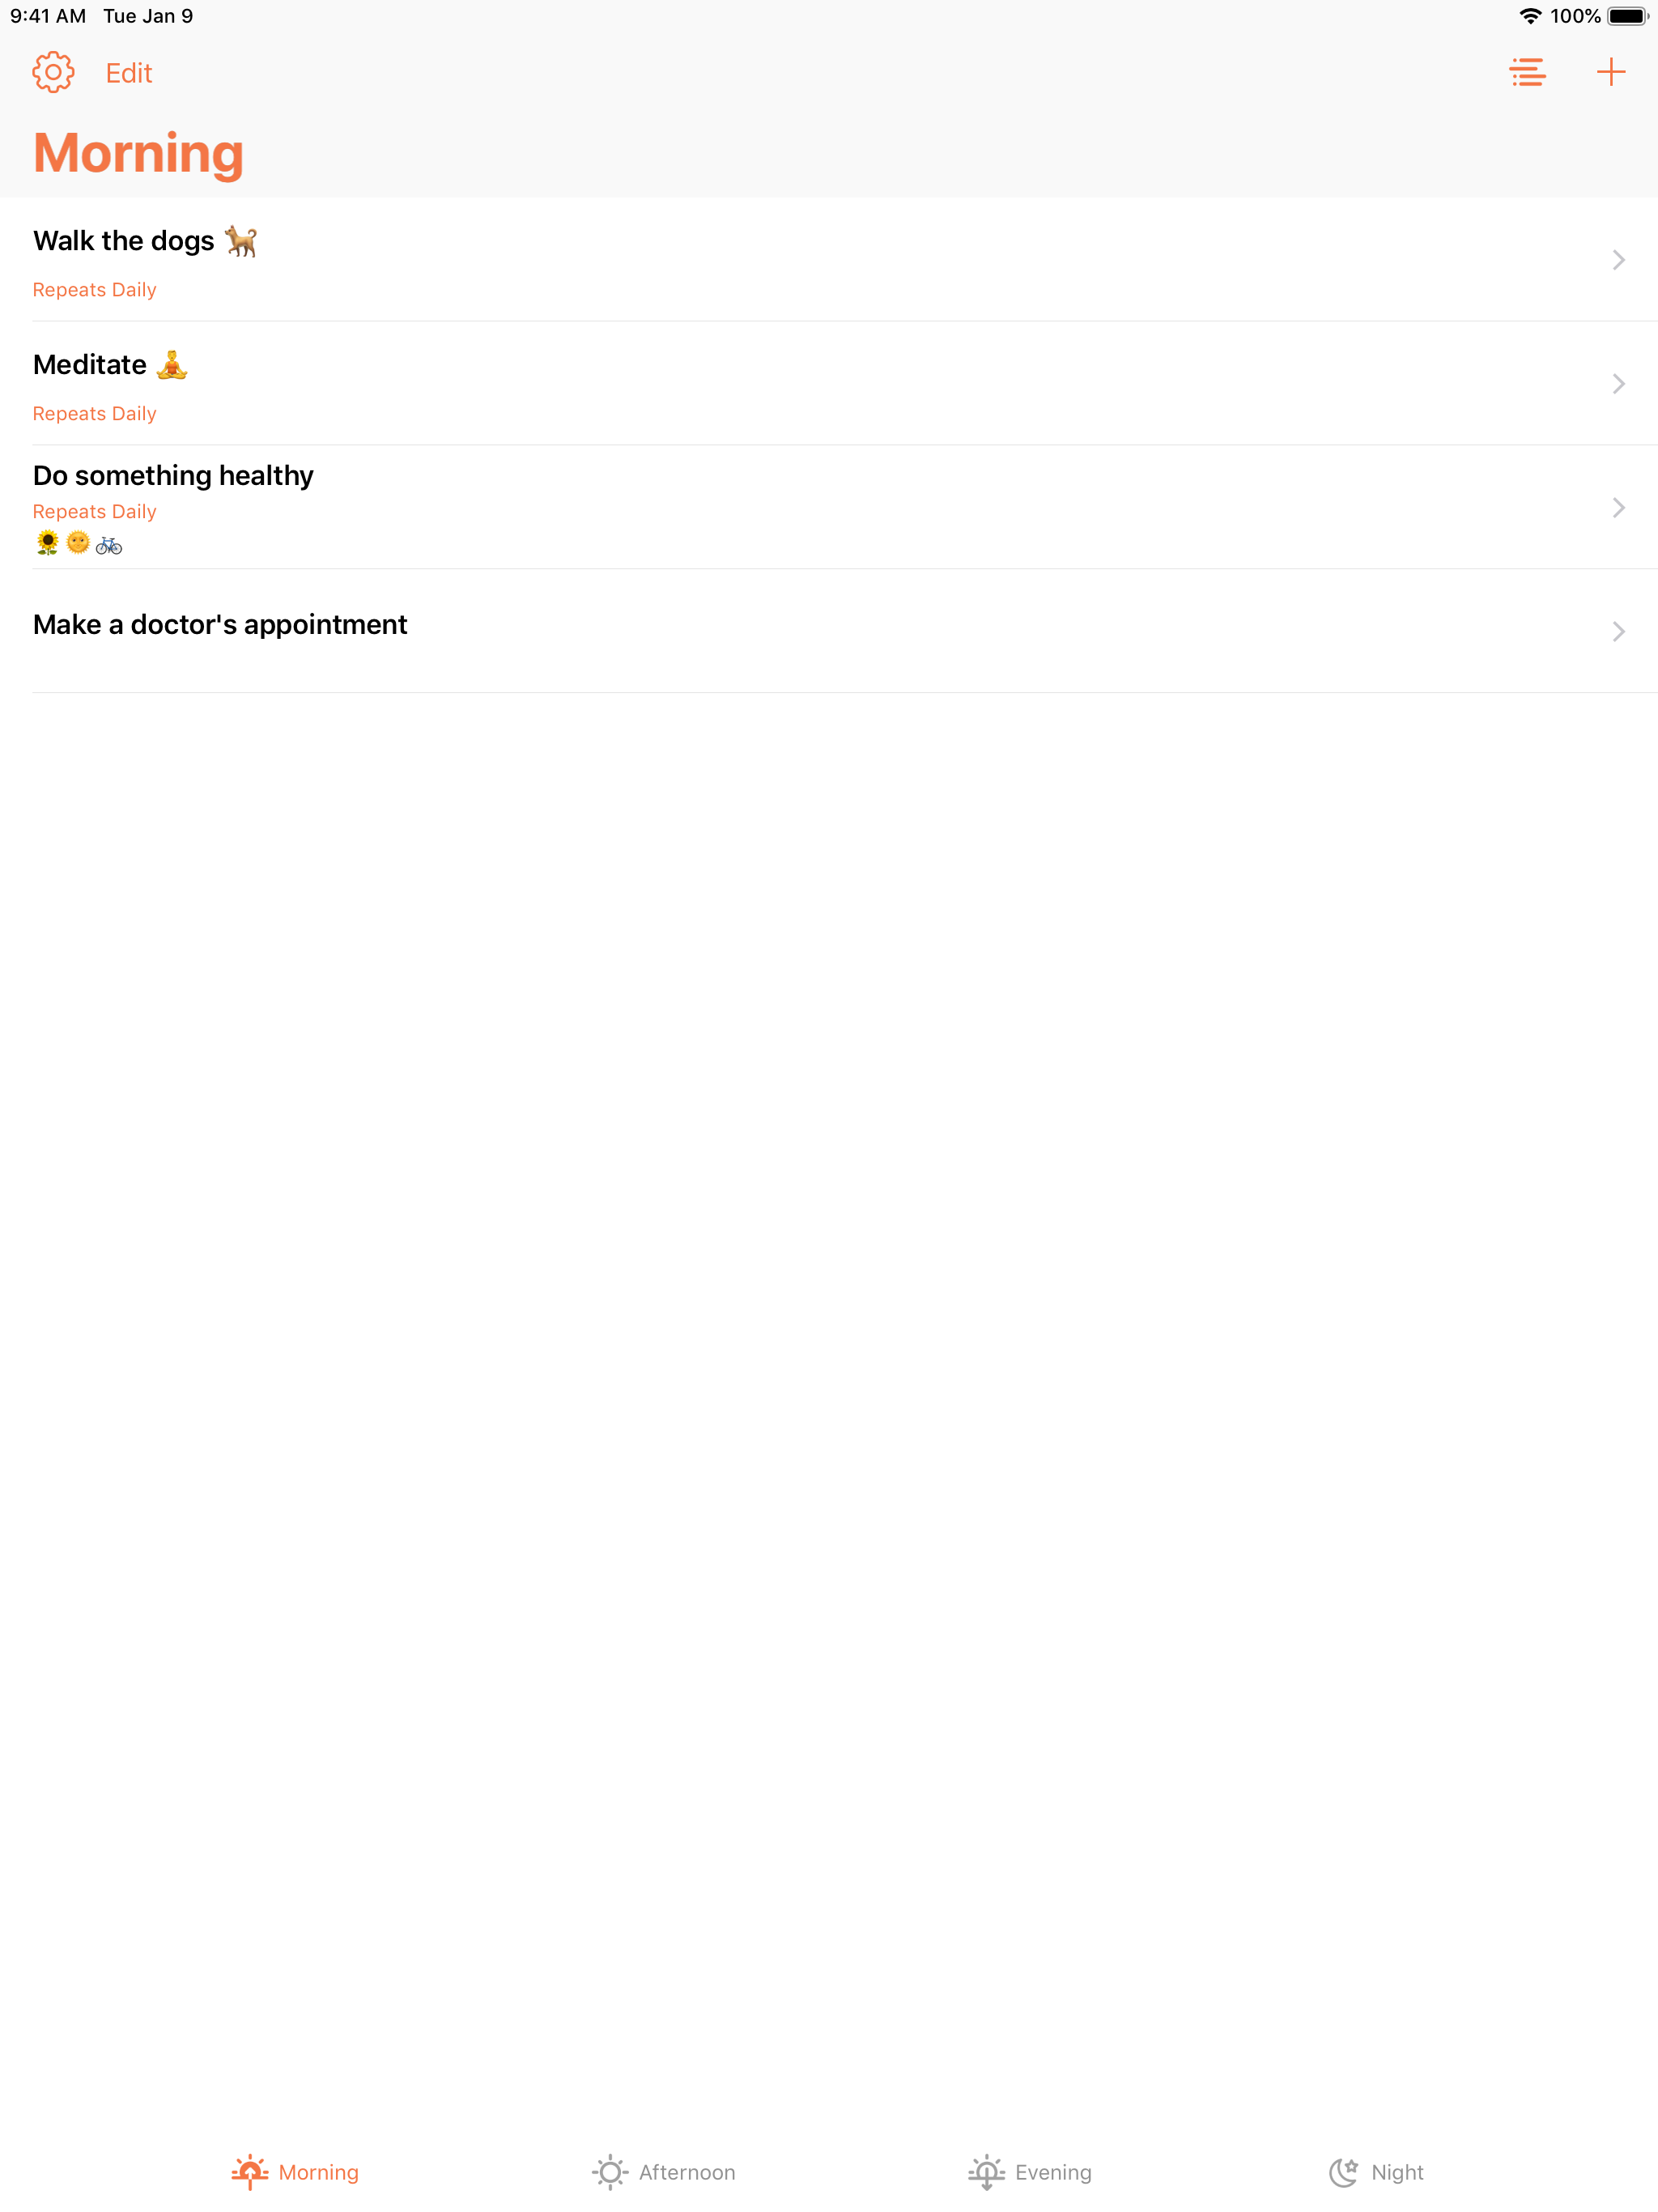 9:41 AM Tue Jan 9 100%
Edit
Morning
Walk the dogs 🐕
Repeats Daily
Meditate 🧘
Repeats Daily
Do something healthy
Repeats Daily
🌻🌞🚲
Make a doctor's appointment
Morning Afternoon Evening Night